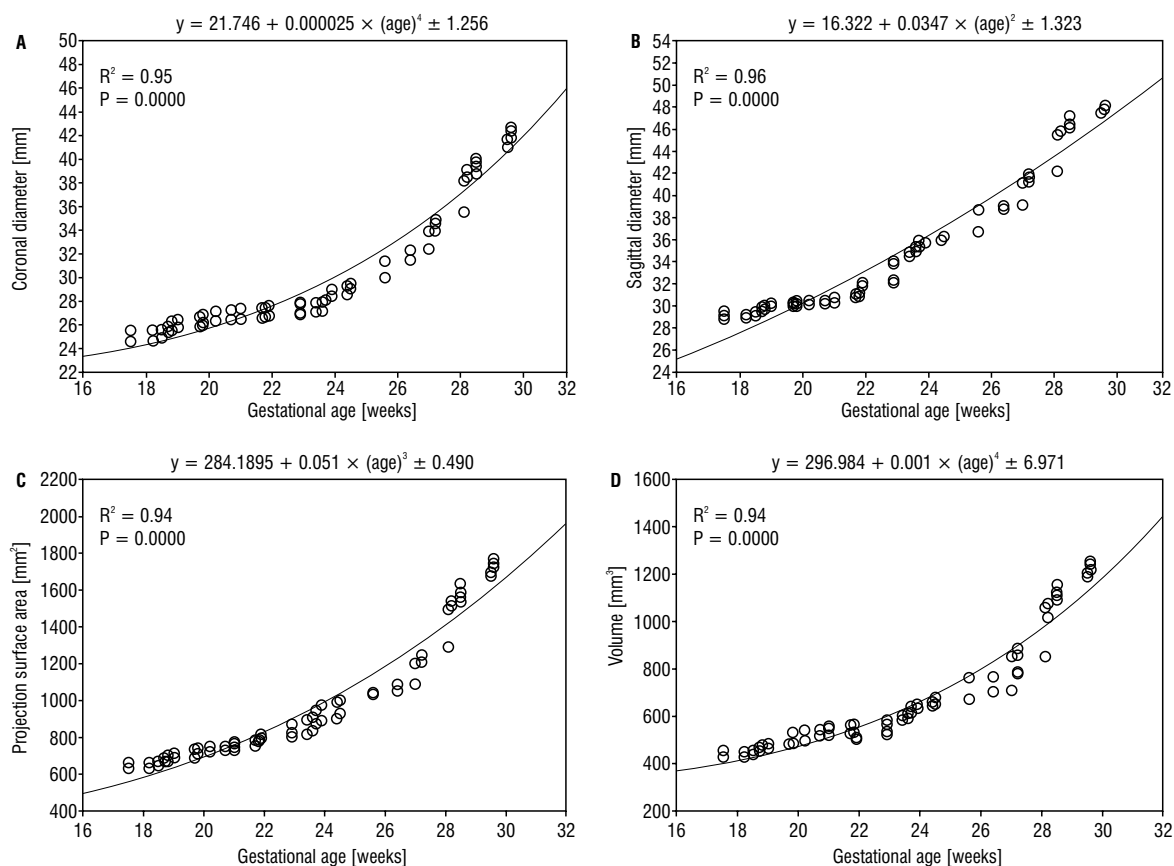 y = 21.746 + 0.000025 × (age)⁴ ± 1.256
A
R² = 0.95
P = 0.0000
Coronal diameter [mm]
50
48
46
44
42
40
38
36
34
32
30
28
26
24
22
16 18 20 22 24 26 28 30 32
Gestational age [weeks]
y = 16.322 + 0.0347 × (age)² ± 1.323
B
R² = 0.96
P = 0.0000
Sagittal diameter [mm]
54
52
50
48
46
44
42
40
38
36
34
32
30
28
26
24
16 18 20 22 24 26 28 30 32
Gestational age [weeks]
y = 284.1895 + 0.051 × (age)³ ± 0.490
C
R² = 0.94
P = 0.0000
Projection surface area [mm²]
2200
2000
1800
1600
1400
1200
1000
800
600
400
16 18 20 22 24 26 28 30 32
Gestational age [weeks]
y = 296.984 + 0.001 × (age)⁴ ± 6.971
D
R² = 0.94
P = 0.0000
Volume [mm³]
1600
1400
1200
1000
800
600
400
200
16 18 20 22 24 26 28 30 32
Gestational age [weeks]